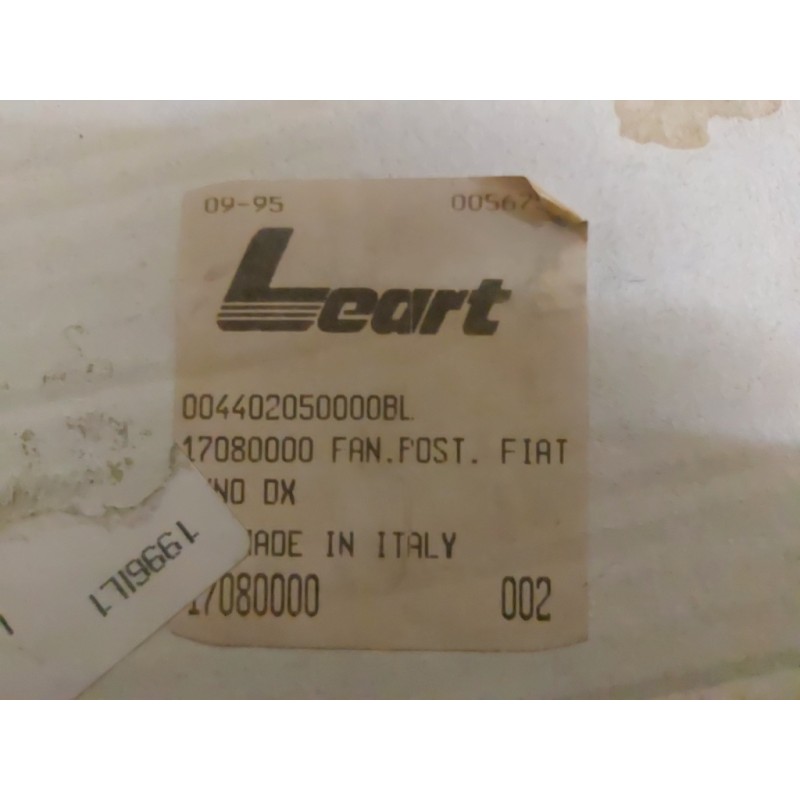 09-95
Leart
004402050000BL
17080000 FAN.POST. FIAT
DX
MADE IN ITALY
17080000 002
1996IL1